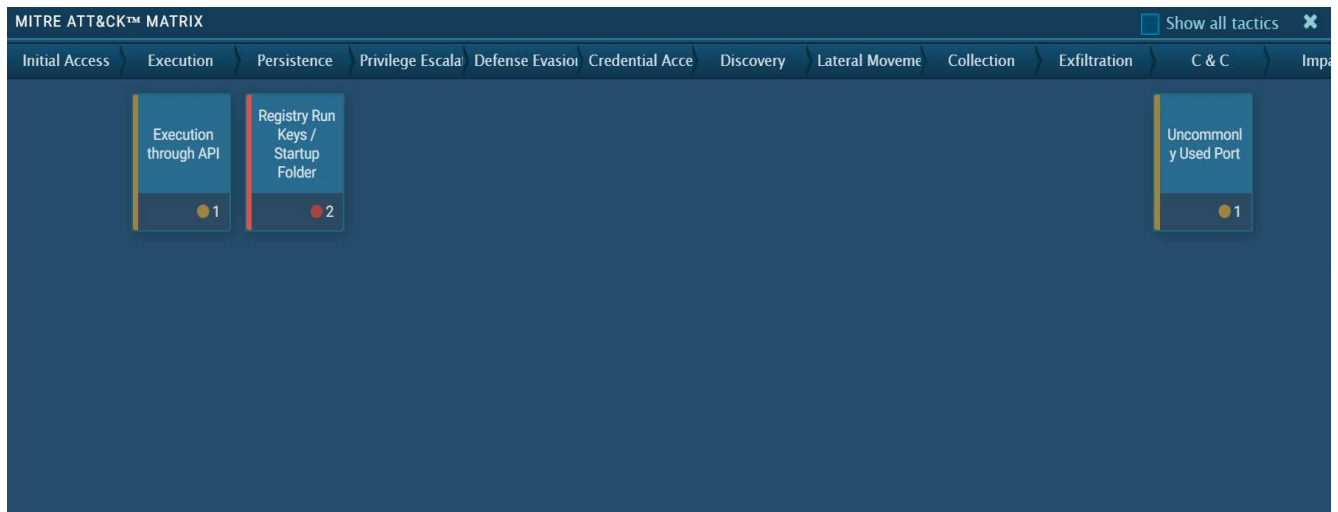 MITRE ATT&CK™ MATRIX
Show all tactics
Initial Access Execution Persistence Privilege Escala Defense Evasion Credential Acce Discovery Lateral Moveme Collection Exfiltration C & C Impa
Execution
through API
1
Registry Run
Keys /
Startup
Folder
2
Uncommonl
y Used Port
1